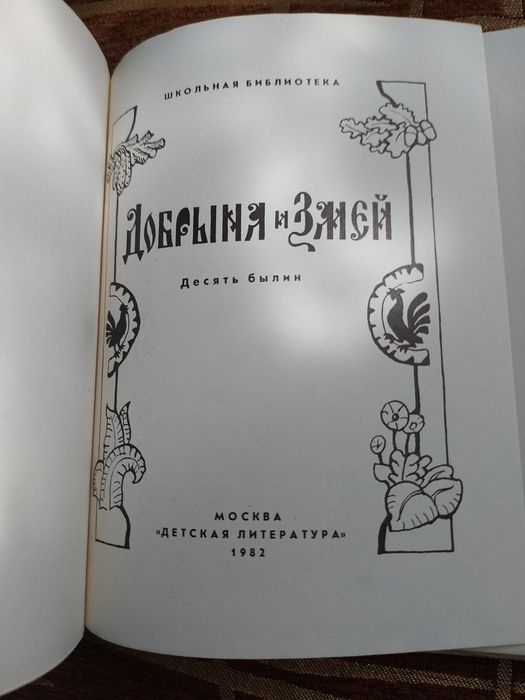 ШКОЛЬНАЯ БИБЛИОТЕКА
ДОБРЫНЯ И ЗМЕЙ
Десять былин
МОСКВА
«ДЕТСКАЯ ЛИТЕРАТУРА»
1982